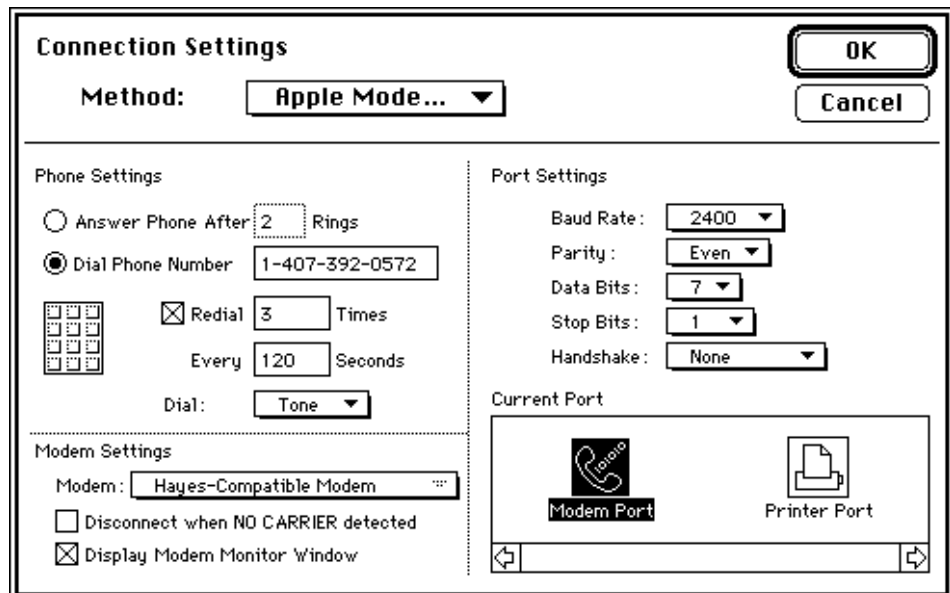 Connection Settings
OK
Method: Apple Mode...
Cancel
Phone Settings
Answer Phone After 2 Rings
Dial Phone Number 1-407-392-0572
Redial 3 Times
Every 120 Seconds
Dial: Tone
Modem Settings
Modem: Hayes-Compatible Modem
Disconnect when NO CARRIER detected
Display Modem Monitor Window
Port Settings
Baud Rate: 2400
Parity: Even
Data Bits: 7
Stop Bits: 1
Handshake: None
Current Port
Modem Port
Printer Port